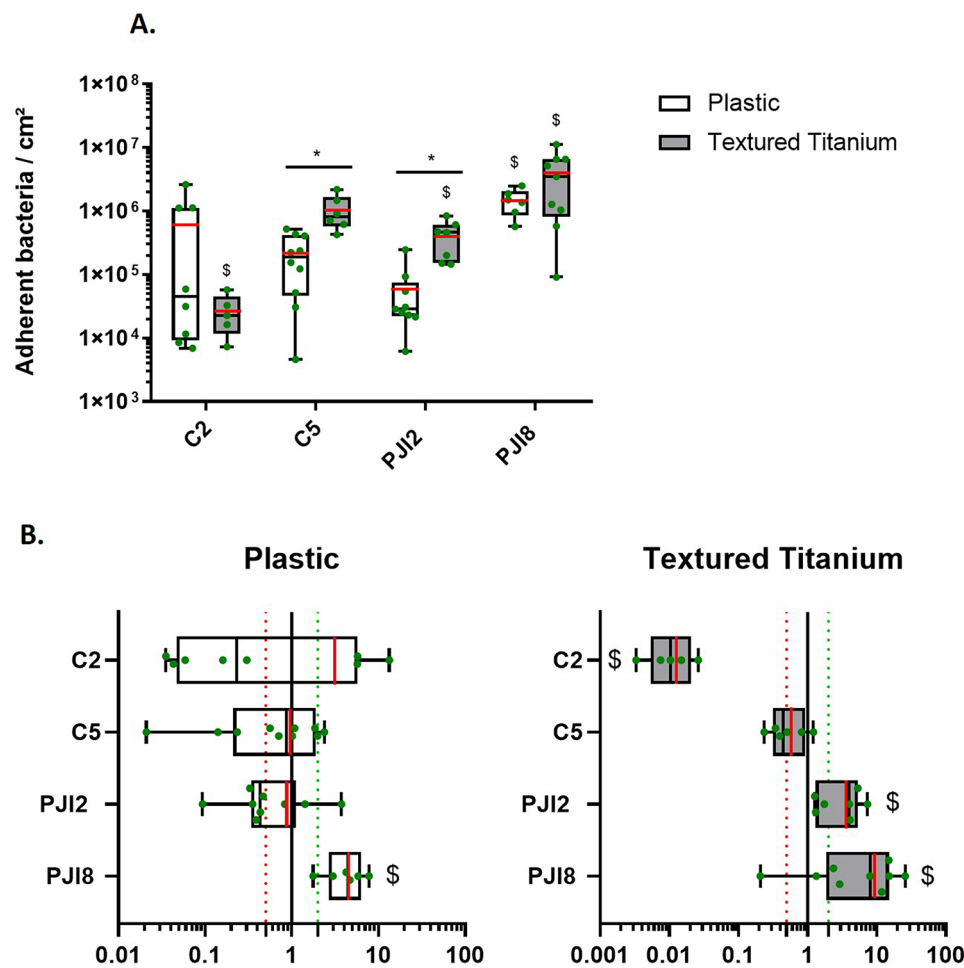 A.
Adherent bacteria / cm²
1×10⁸
1×10⁷
1×10⁶
1×10⁵
1×10⁴
1×10³
$
*
*
$
$
$
C2
C5
PJI2
PJI8
Plastic
Textured Titanium
B.
Plastic
C2
C5
PJI2
PJI8
$
0.01
0.1
1
10
100
Textured Titanium
C2
$
C5
PJI2
$
PJI8
$
0.001
0.01
0.1
1
10
100